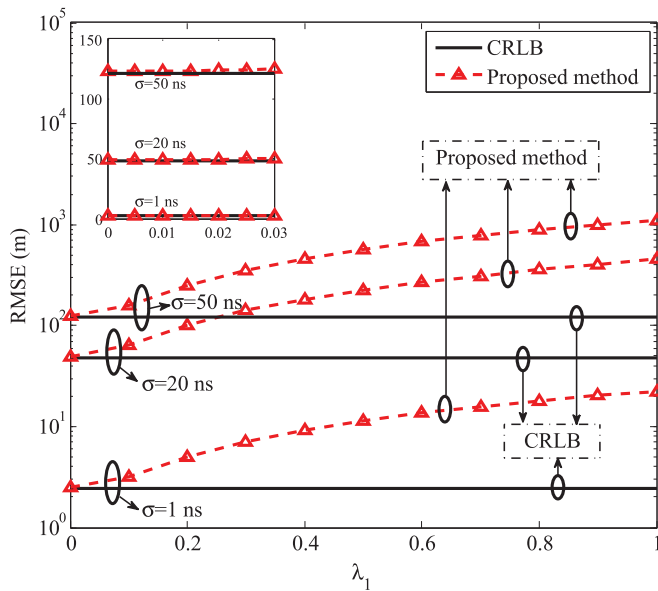 10^5
10^4
10^3
10^2
10^1
10^0
RMSE (m)
150
100
50
0
σ=50 ns
σ=20 ns
σ=1 ns
0 0.01 0.02 0.03
CRLB
Proposed method
Proposed method
σ=50 ns
σ=20 ns
σ=1 ns
CRLB
0 0.2 0.4 0.6 0.8 1
λ_1